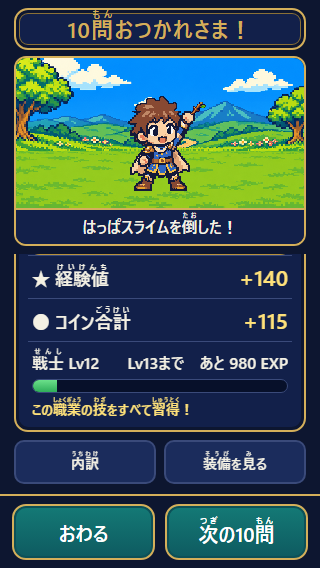 10問おつかれさま！
はっぱスライムを倒した！
★ 経験値 +140
● コイン合計 +115
戦士 Lv12 Lv13まで あと 980 EXP
この職業の技をすべて習得！
内訳 装備を見る
おわる 次の10問